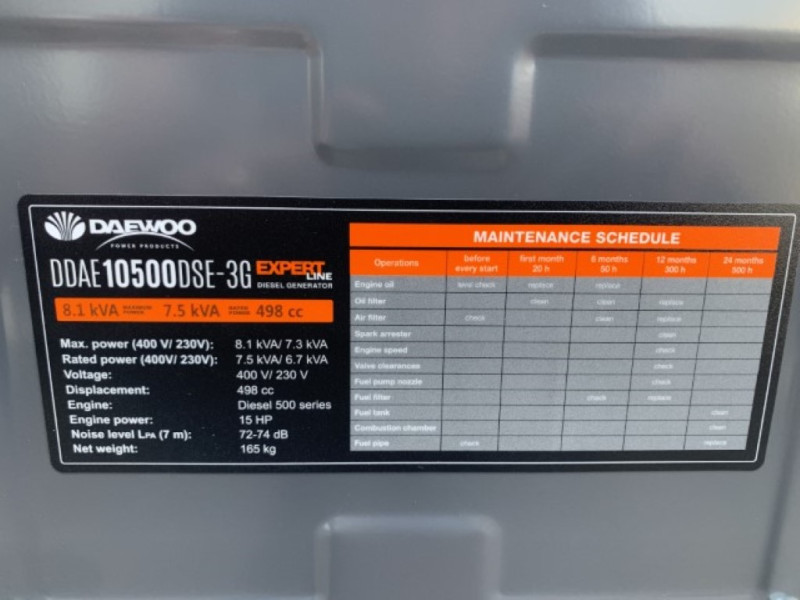 DAEWOO
POWER PRODUCTS
DDAE10500DSE-3G EXPERT LINE
DIESEL GENERATOR
8.1 kVA MAXIMUM POWER 7.5 kVA RATED POWER 498 cc
Max. power (400 V/ 230V): 8.1 kVA/ 7.3 kVA
Rated power (400V/ 230V): 7.5 kVA/ 6.7 kVA
Voltage: 400 V/ 230 V
Displacement: 498 cc
Engine: Diesel 500 series
Engine power: 15 HP
Noise level LPA (7 m): 72-74 dB
Net weight: 165 kg
MAINTENANCE SCHEDULE
Operations before every start first month 20 h 6 months 50 h 12 months 300 h 24 months 500 h
Engine oil level check replace replace
Oil filter clean clean replace
Air filter check clean replace
Spark arrester clean
Engine speed check
Valve clearances check
Fuel pump nozzle check
Fuel filter check replace
Fuel tank clean
Combustion chamber clean
Fuel pipe check replace